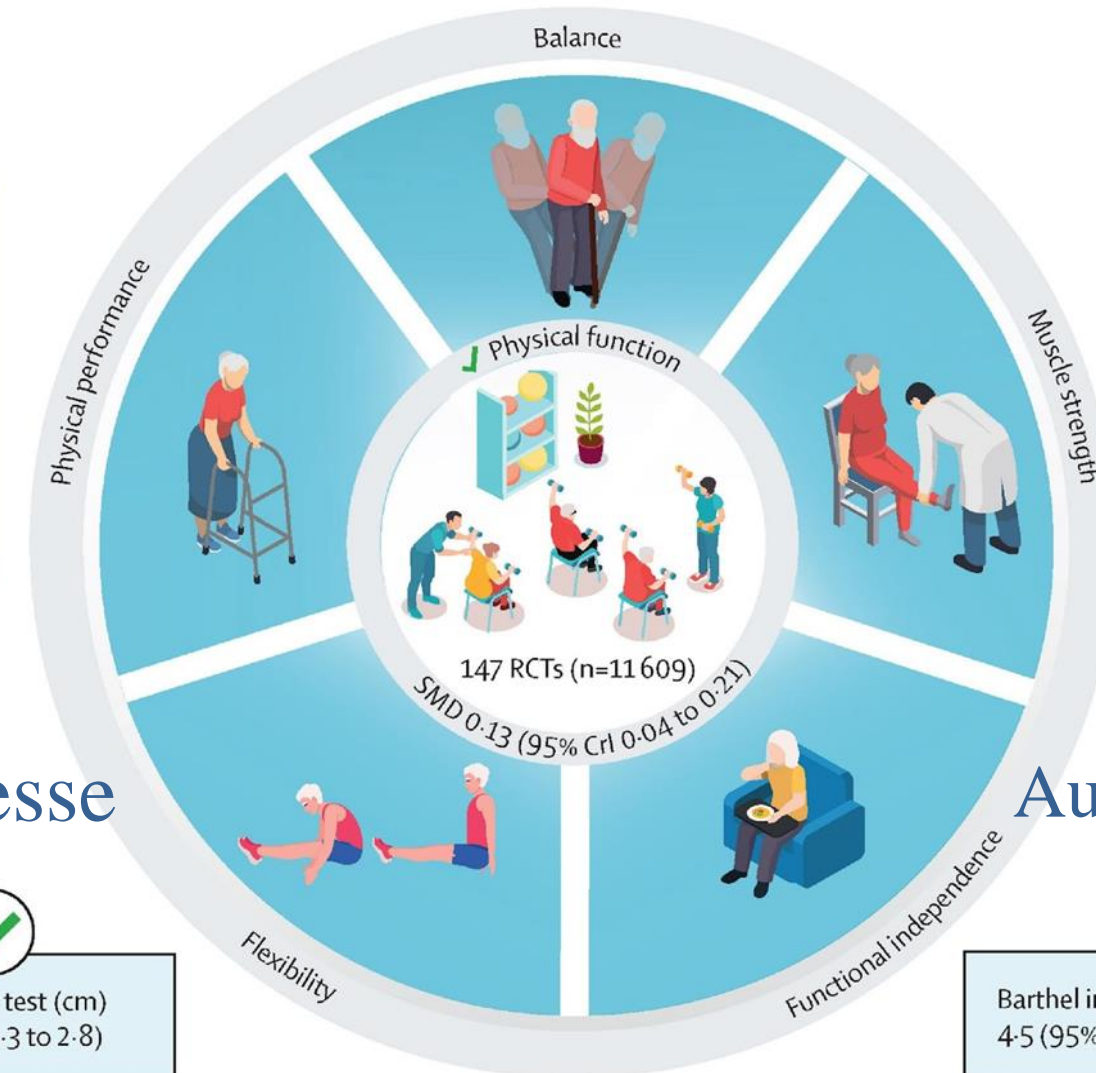 Balance
Physical performance
Muscle strength
Physical function
147 RCTs (n=11 609)
SMD 0·13 (95% CrI 0·04 to 0·21)
esse
Au
Flexibility
Functional independence
test (cm)
·3 to 2·8)
Barthel in
4·5 (95%